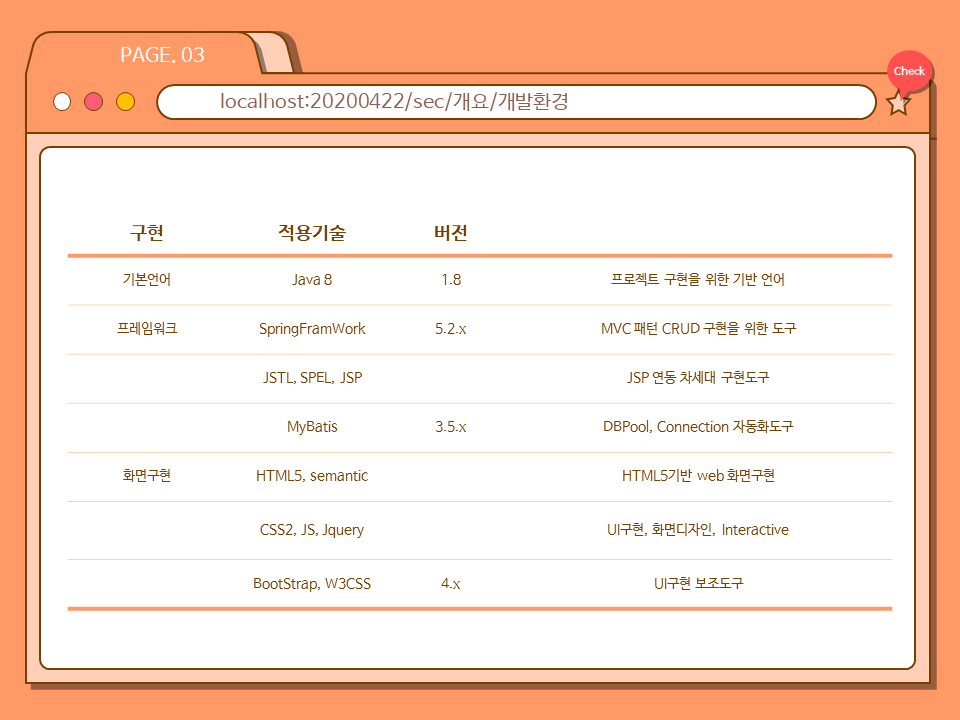 PAGE. 03
Check
localhost:20200422/sec/개요/개발환경
구현 적용기술 버전
기본언어 Java 8 1.8 프로젝트 구현을 위한 기반 언어
프레임워크 SpringFramWork 5.2.x MVC 패턴 CRUD 구현을 위한 도구
JSTL, SPEL, JSP JSP 연동 차세대 구현도구
MyBatis 3.5.x DBPool, Connection 자동화도구
화면구현 HTML5, semantic HTML5기반 web 화면구현
CSS2, JS, Jquery UI구현, 화면디자인, Interactive
BootStrap, W3CSS 4.x UI구현 보조도구